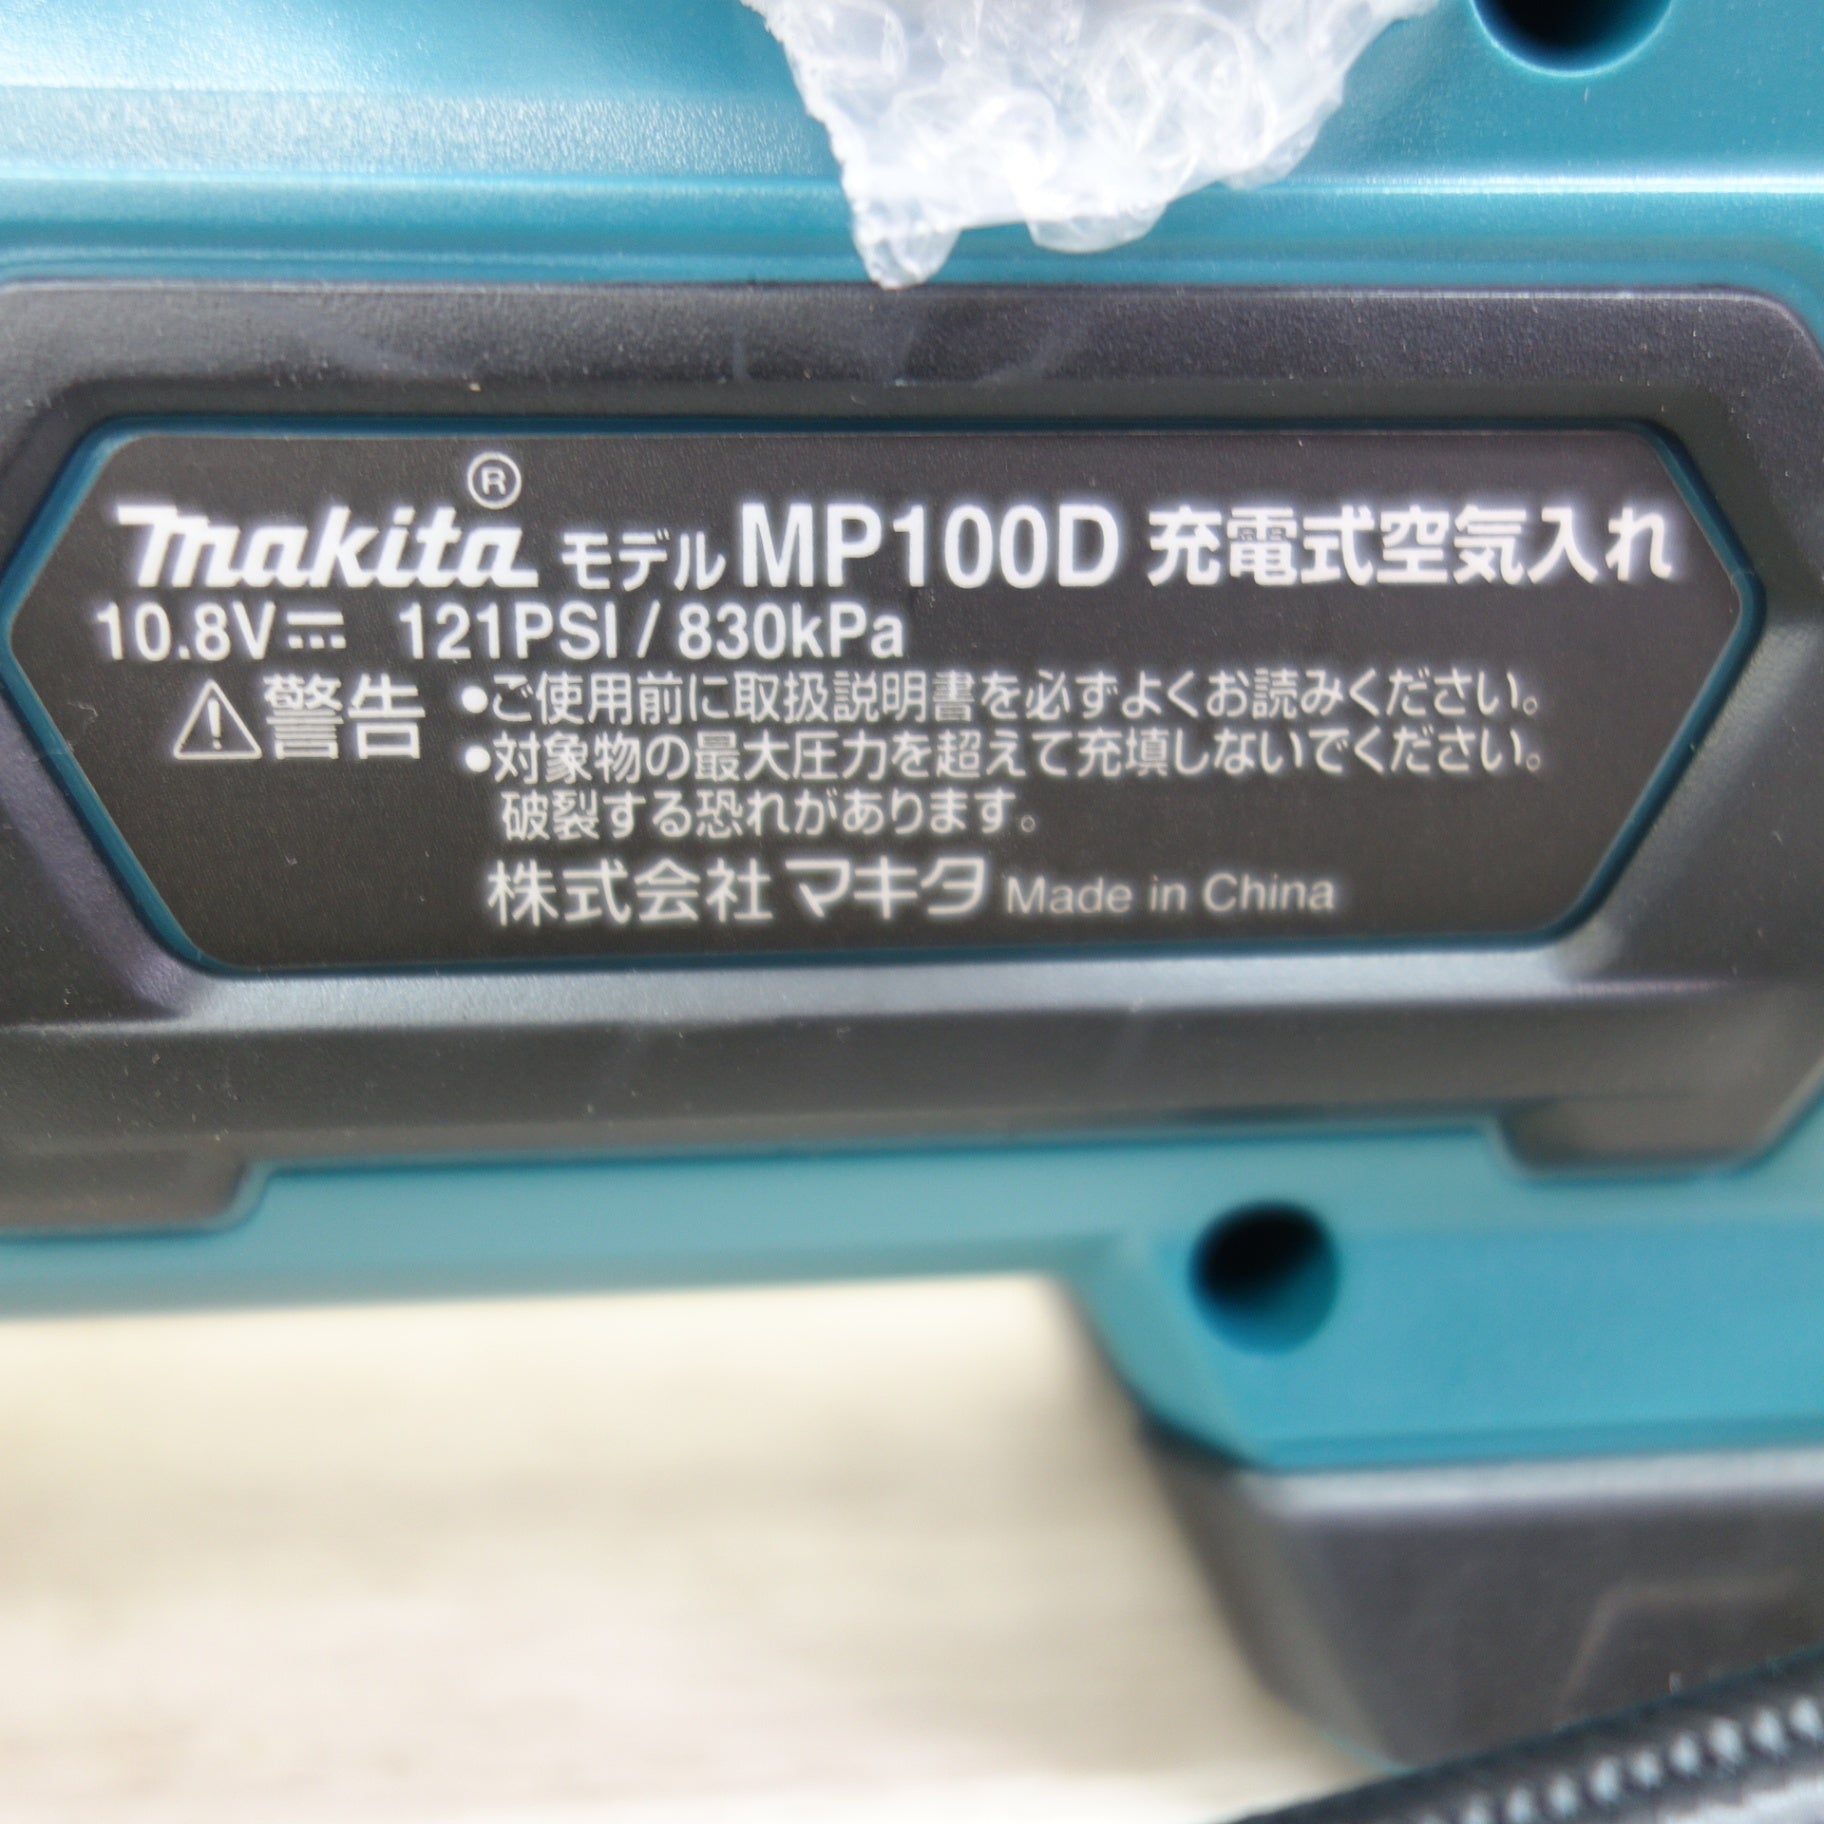 makita® モデル MP100D 充電式空気入れ
10.8V⎓ 121PSI / 830kPa
⚠警告 •ご使用前に取扱説明書を必ずよくお読みください。
•対象物の最大圧力を超えて充填しないでください。
破裂する恐れがあります。
株式会社マキタ Made in China